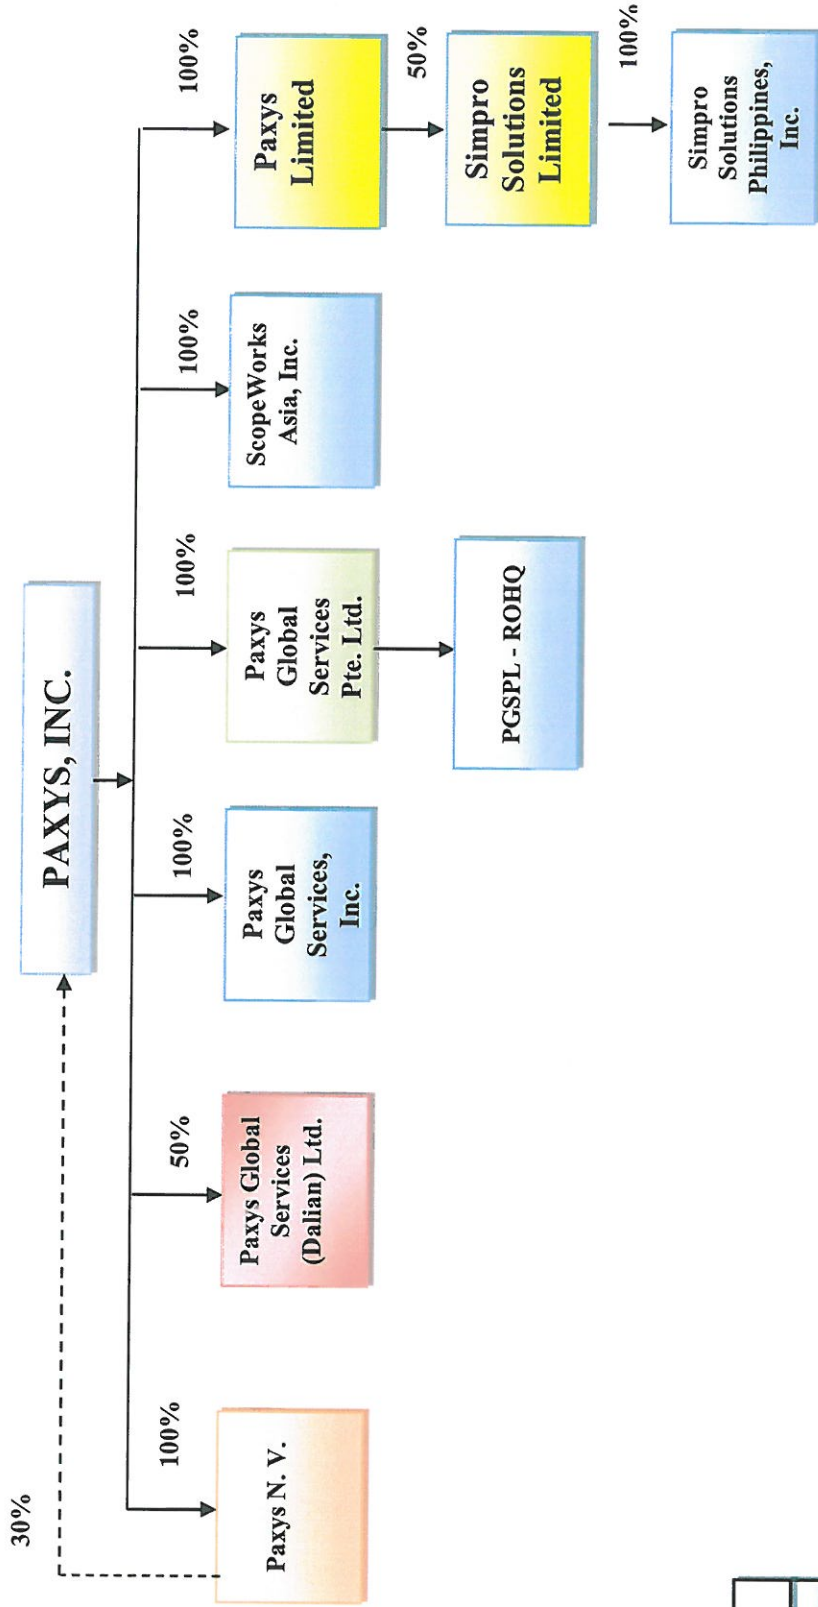 PAXYS, INC.
30%
100%
50%
100%
100%
100%
100%
Paxys N. V.
Paxys Global
Services
(Dalian) Ltd.
Paxys
Global
Services,
Inc.
Paxys
Global
Services
Pte. Ltd.
ScopeWorks
Asia, Inc.
Paxys
Limited
50%
PGSPL - ROHQ
Simpro
Solutions
Limited
100%
Simpro
Solutions
Philippines,
Inc.